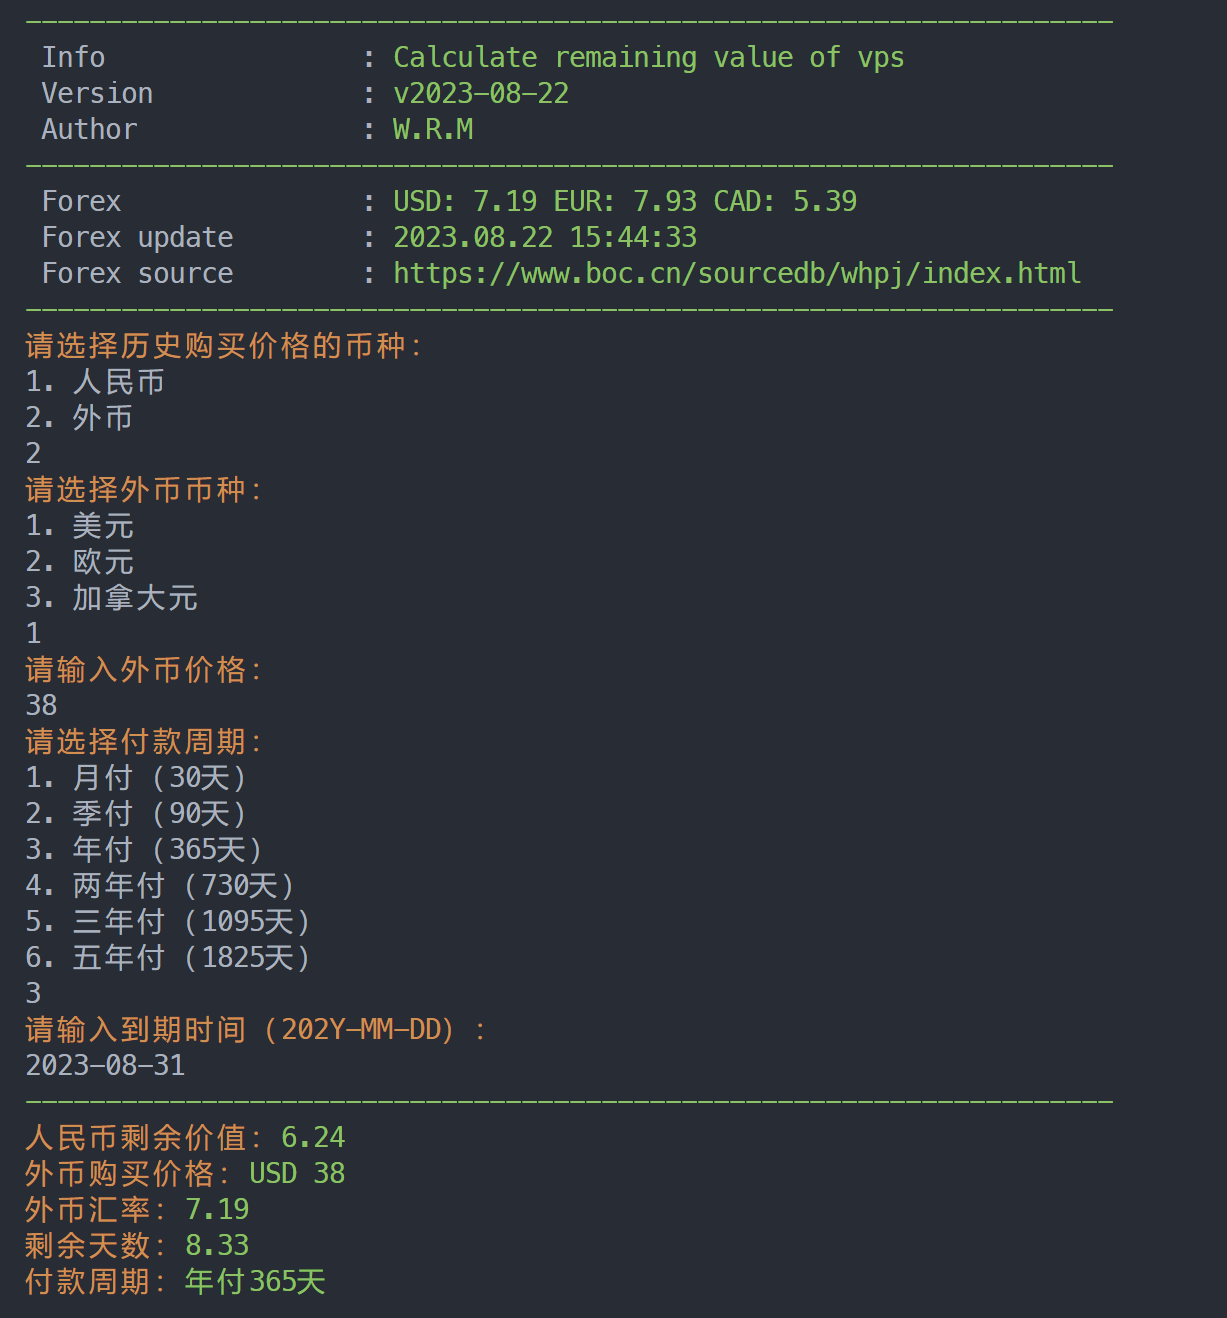 --------------------------------------------------------------------
Info : Calculate remaining value of vps
Version : v2023-08-22
Author : W.R.M
--------------------------------------------------------------------
Forex : USD: 7.19 EUR: 7.93 CAD: 5.39
Forex update : 2023.08.22 15:44:33
Forex source : https://www.boc.cn/sourcedb/whpj/index.html
--------------------------------------------------------------------
请选择历史购买价格的币种：
1. 人民币
2. 外币
2
请选择外币币种：
1. 美元
2. 欧元
3. 加拿大元
1
请输入外币价格：
38
请选择付款周期：
1. 月付（30天）
2. 季付（90天）
3. 年付（365天）
4. 两年付（730天）
5. 三年付（1095天）
6. 五年付（1825天）
3
请输入到期时间（202Y-MM-DD）：
2023-08-31
--------------------------------------------------------------------
人民币剩余价值：6.24
外币购买价格：USD 38
外币汇率：7.19
剩余天数：8.33
付款周期：年付365天